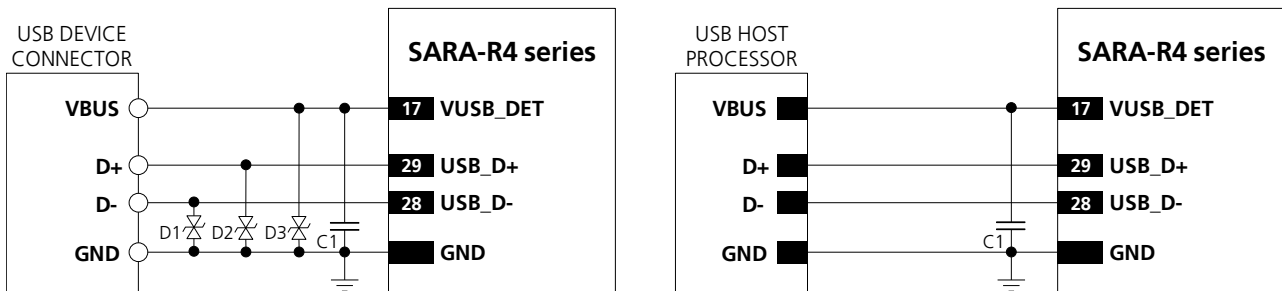 USB DEVICE
CONNECTOR
SARA-R4 series
VBUS
17 VUSB_DET
D+
29 USB_D+
D-
28 USB_D-
D1 D2 D3 C1
GND
GND
USB HOST
PROCESSOR
SARA-R4 series
VBUS
17 VUSB_DET
D+
29 USB_D+
D-
28 USB_D-
C1
GND
GND